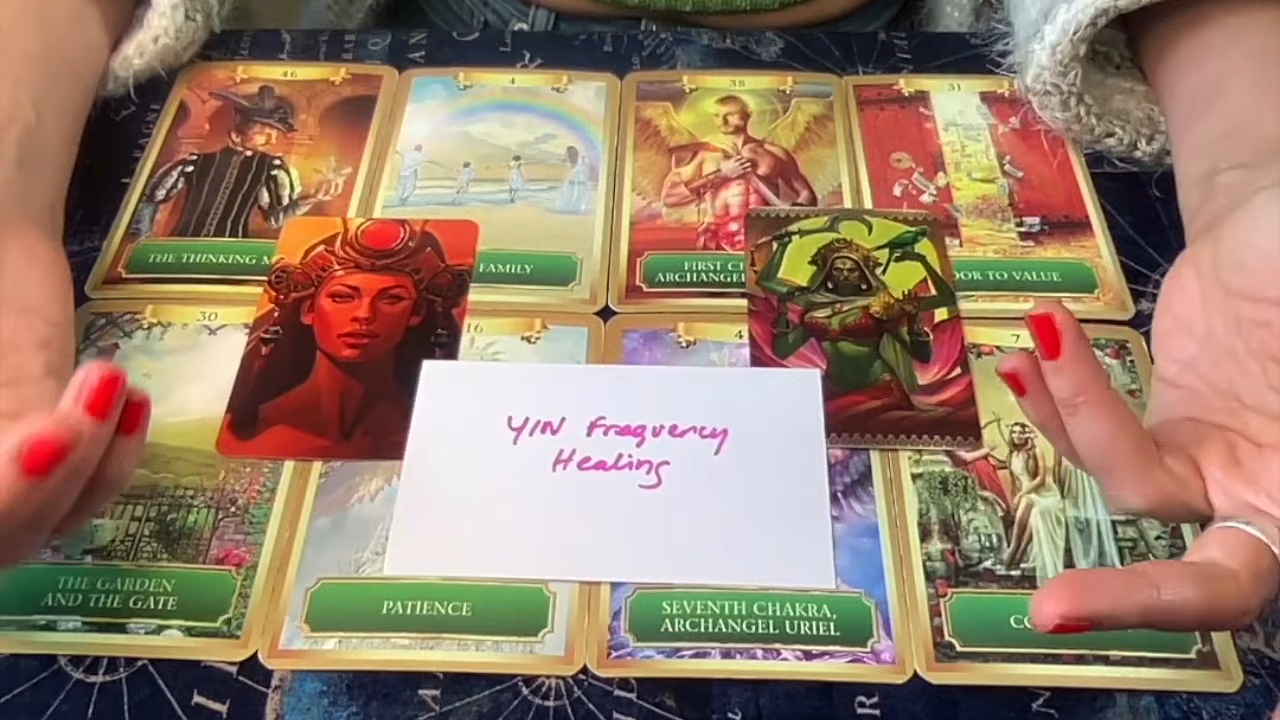 46
4
38
31
THE THINKING
FAMILY
FIRST
ARCHANGEL
TO VALUE
30
16
4
7
YIN Frequency
Healing
THE GARDEN
AND THE GATE
PATIENCE
SEVENTH CHAKRA,
ARCHANGEL URIEL